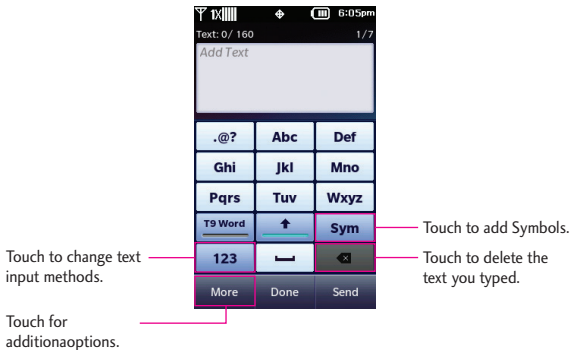 1X 6:05pm
Text: 0/ 160 1/7
Add Text
.@? Abc Def
Ghi Jkl Mno
Pqrs Tuv Wxyz
T9 Word Sym
123
More Done Send
Touch to add Symbols.
Touch to delete the
text you typed.
Touch to change text
input methods.
Touch for
additionaoptions.